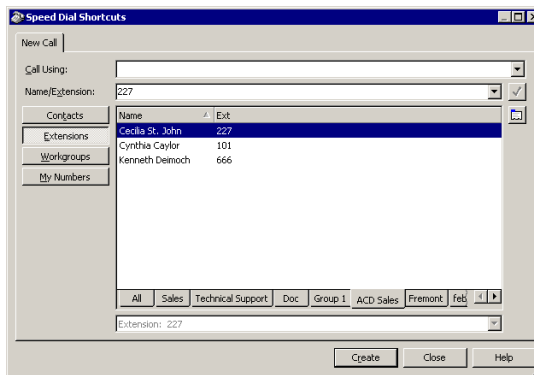 Speed Dial Shortcuts
New Call
Call Using:
Name/Extension: 227
Contacts
Extensions
Workgroups
My Numbers
Name Ext
Cecilia St. John 227
Cynthia Caylor 101
Kenneth Deimoch 666
All Sales Technical Support Doc Group 1 ACD Sales Fremont feb
Extension: 227
Create Close Help